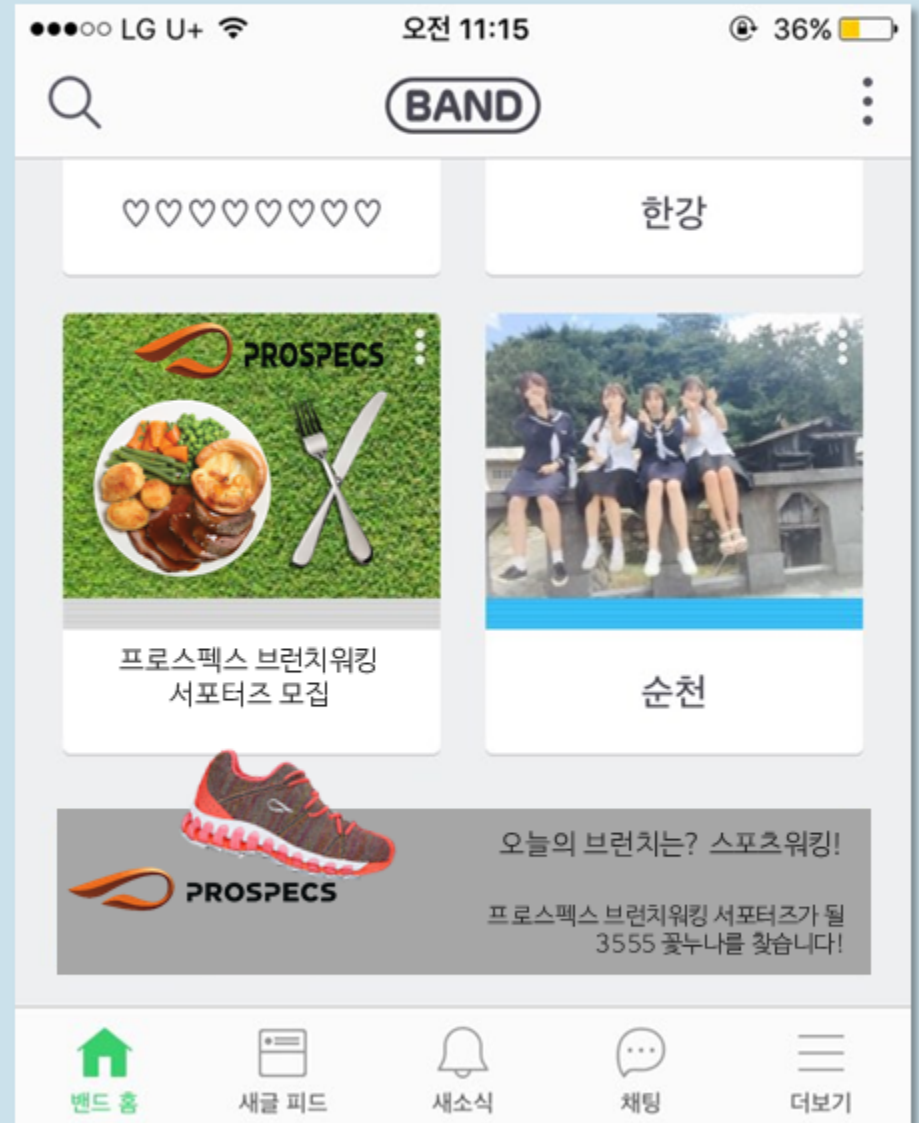 ●●●○○ LG U+ 오전 11:15 36%
BAND
♡♡♡♡♡♡♡♡ 한강
PROSPECS
프로스펙스 브런치워킹
서포터즈 모집
순천
PROSPECS
오늘의 브런치는? 스포츠워킹!
프로스펙스 브런치워킹 서포터즈가 될
3555 꽃누나를 찾습니다!
밴드 홈 새글 피드 새소식 채팅 더보기